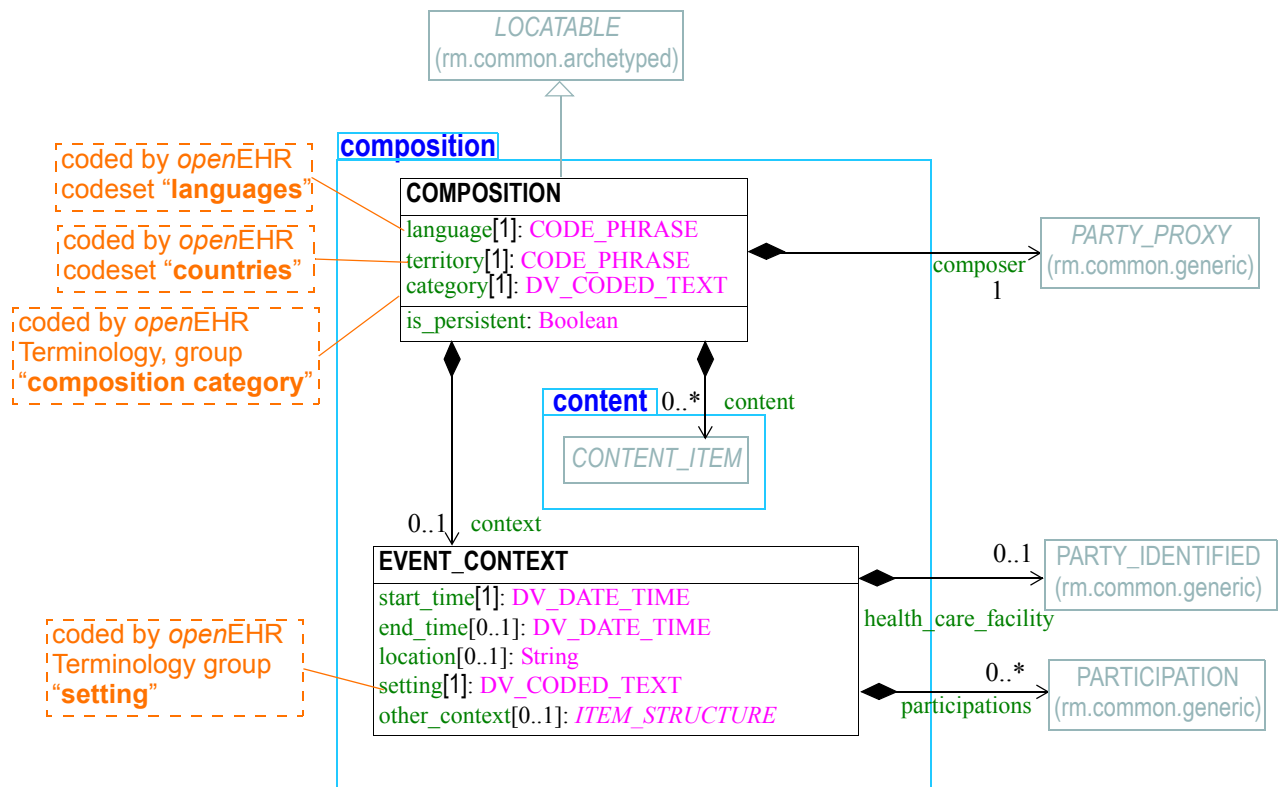 LOCATABLE
(rm.common.archetyped)
composition
coded by openEHR
codeset “languages”
coded by openEHR
codeset “countries”
coded by openEHR
Terminology, group
“composition category”
COMPOSITION
language[1]: CODE_PHRASE
territory[1]: CODE_PHRASE
category[1]: DV_CODED_TEXT
is_persistent: Boolean
composer
1
PARTY_PROXY
(rm.common.generic)
content
0..*
content
CONTENT_ITEM
0..1
context
EVENT_CONTEXT
start_time[1]: DV_DATE_TIME
end_time[0..1]: DV_DATE_TIME
location[0..1]: String
setting[1]: DV_CODED_TEXT
other_context[0..1]: ITEM_STRUCTURE
coded by openEHR
Terminology group
“setting”
0..1
health_care_facility
PARTY_IDENTIFIED
(rm.common.generic)
0..*
participations
PARTICIPATION
(rm.common.generic)